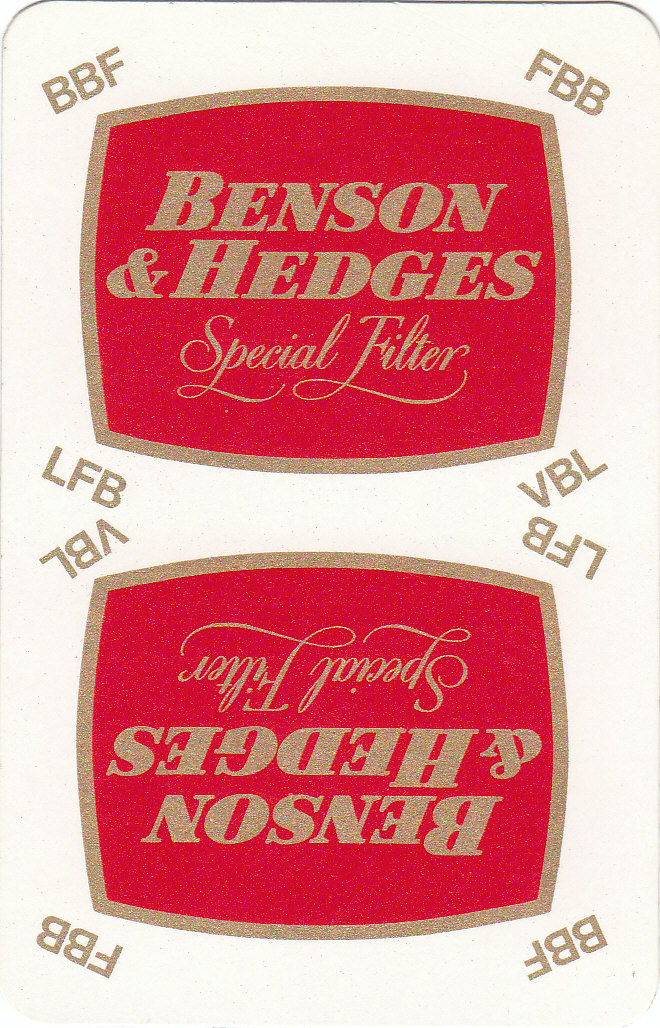 BBF
FBB
BENSON
& HEDGES
Special Filter
LFB
VBL
VBL
LFB
Special Filter
& HEDGES
BENSON
FBB
BBF